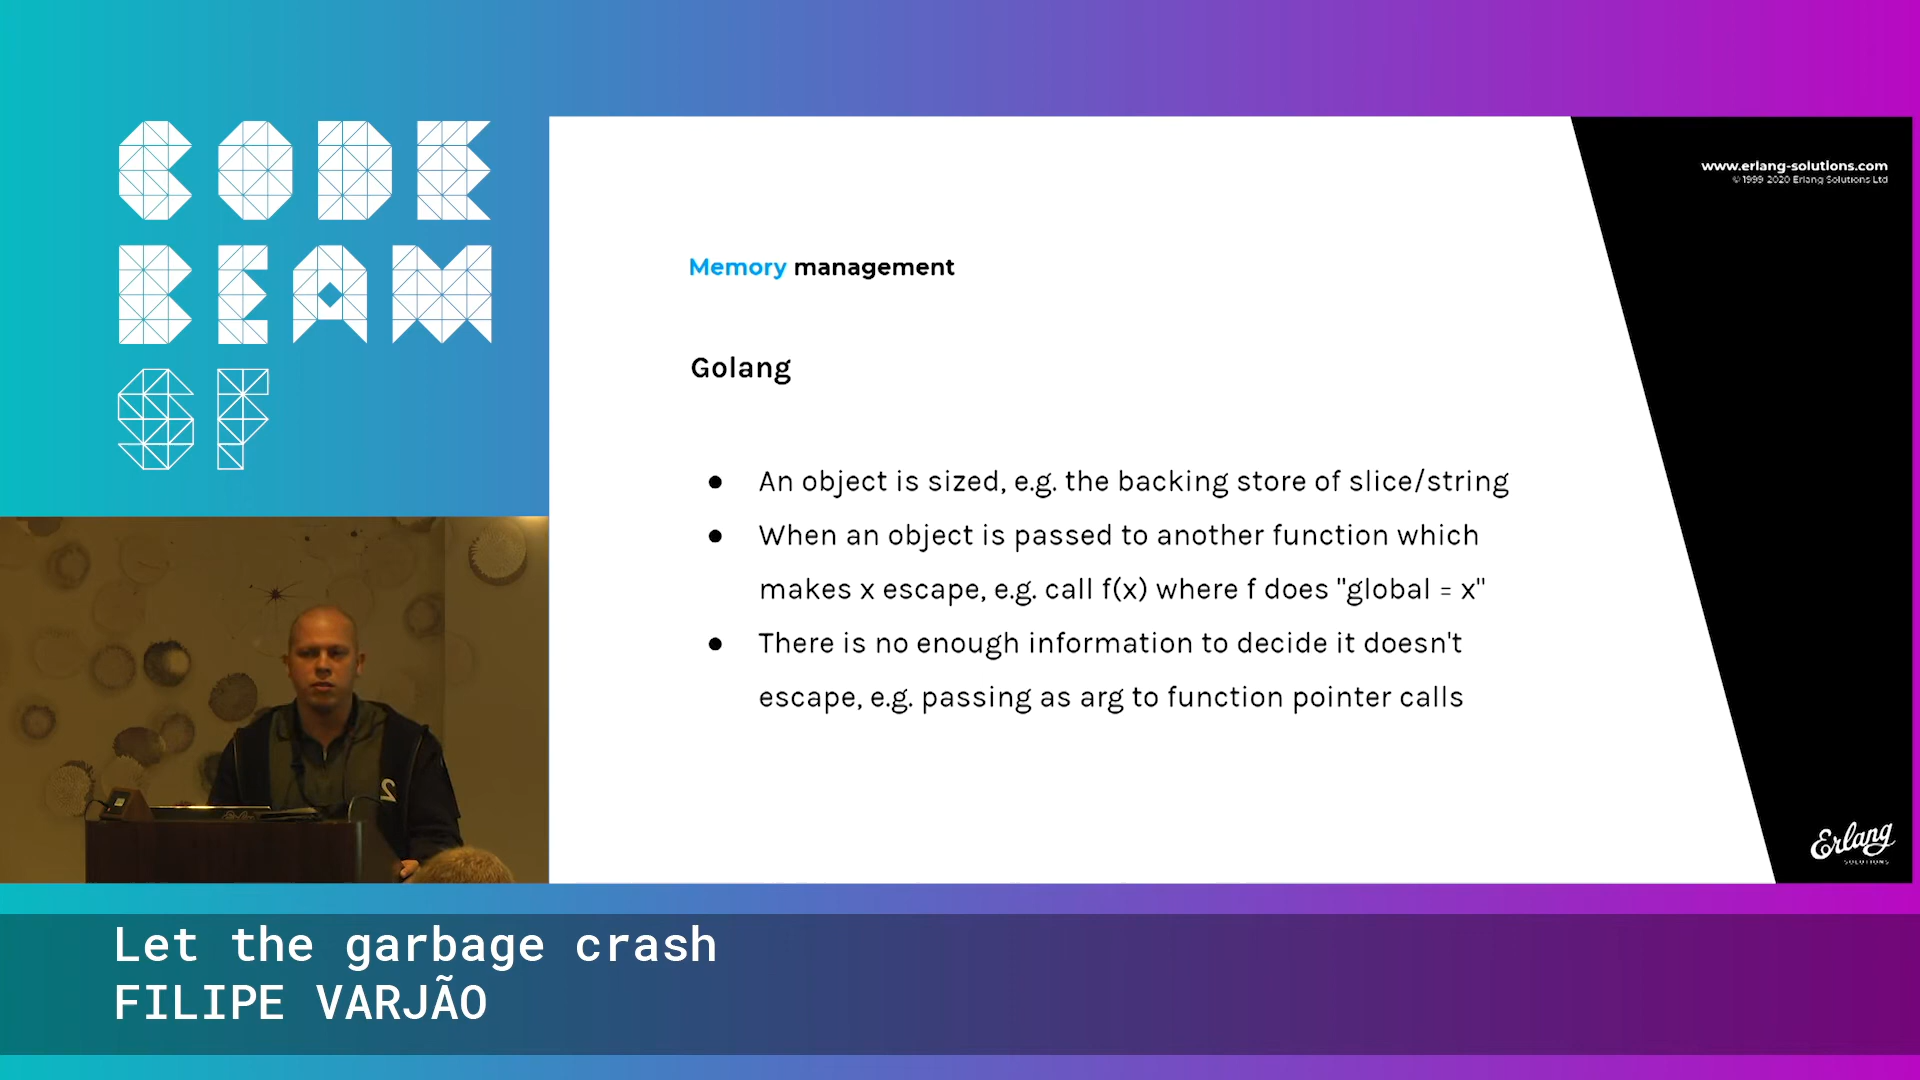 CODE
BEAM
SF
www.erlang-solutions.com
© 1999-2020 Erlang Solutions Ltd
Memory management
Golang
● An object is sized, e.g. the backing store of slice/string
● When an object is passed to another function which
makes x escape, e.g. call f(x) where f does "global = x"
● There is no enough information to decide it doesn't
escape, e.g. passing as arg to function pointer calls
Erlang
SOLUTIONS
Let the garbage crash
FILIPE VARJÃO